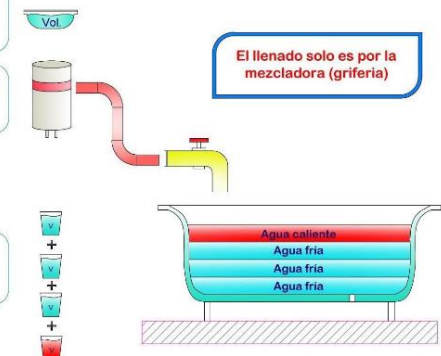 Vol.
El llenado solo es por la
mezcladora (griferia)
V
+
V
+
V
+
V
Agua caliente
Agua fría
Agua fría
Agua fría